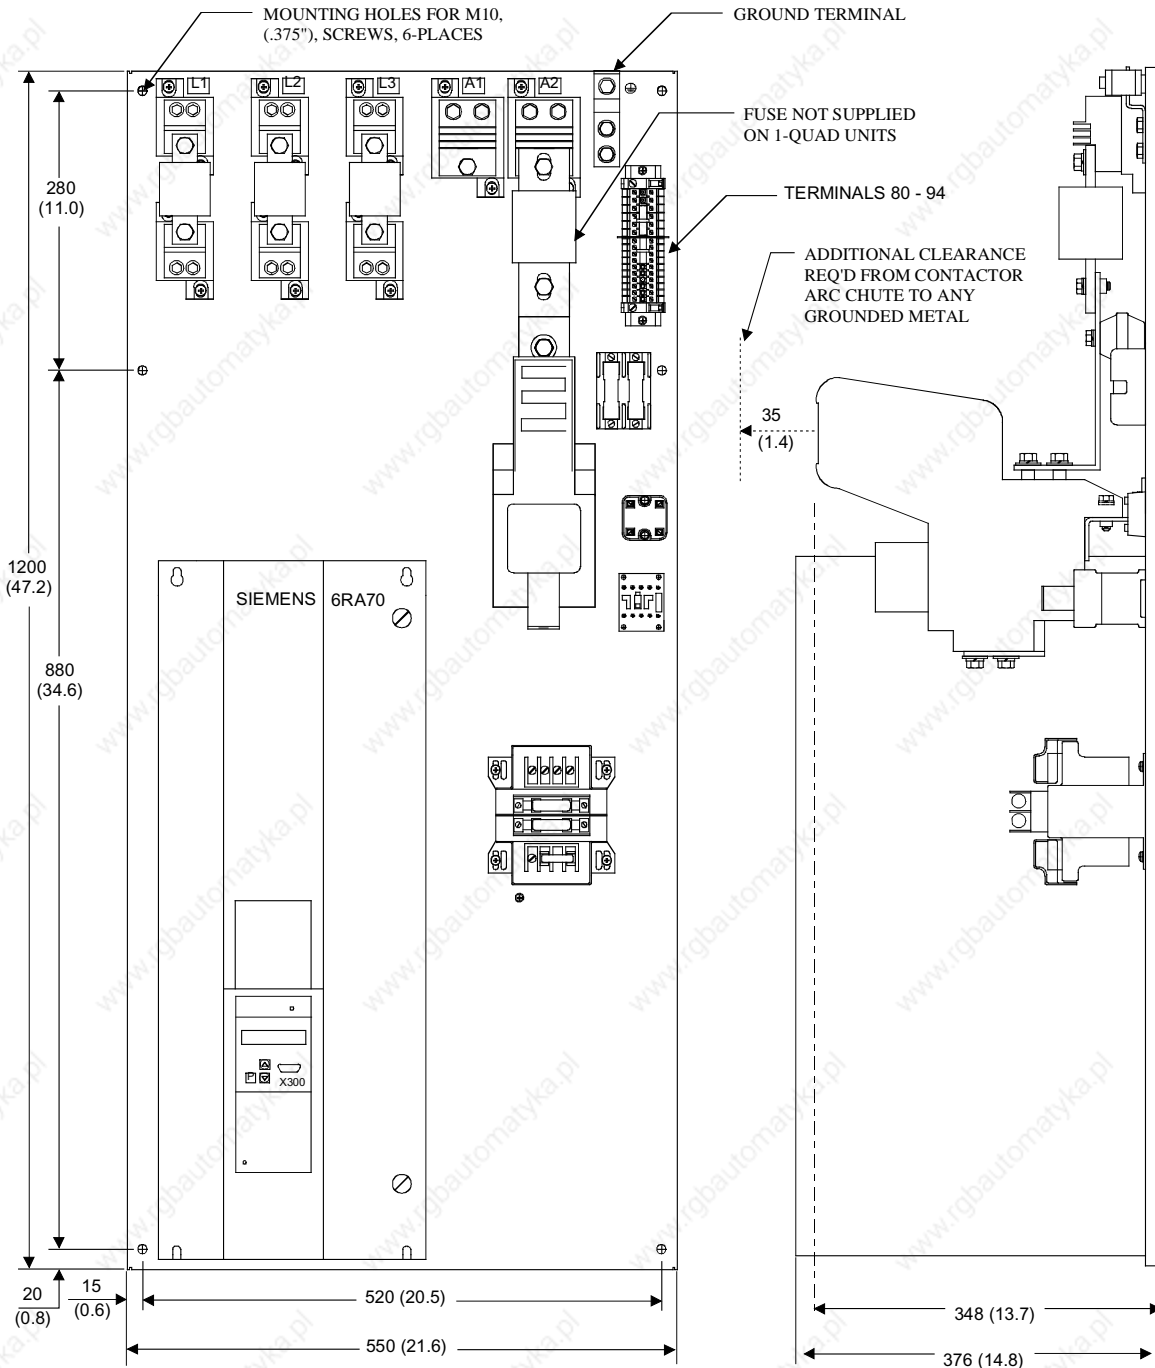 MOUNTING HOLES FOR M10,
(.375"), SCREWS, 6-PLACES
GROUND TERMINAL
L1
L2
L3
A1
A2
FUSE NOT SUPPLIED
ON 1-QUAD UNITS
TERMINALS 80 - 94
280
(11.0)
ADDITIONAL CLEARANCE
REQ'D FROM CONTACTOR
ARC CHUTE TO ANY
GROUNDED METAL
35
(1.4)
1200
(47.2)
SIEMENS 6RA70
880
(34.6)
P
X300
20
(0.8)
15
(0.6)
520 (20.5)
550 (21.6)
348 (13.7)
376 (14.8)
www.rgbautomatyka.pl